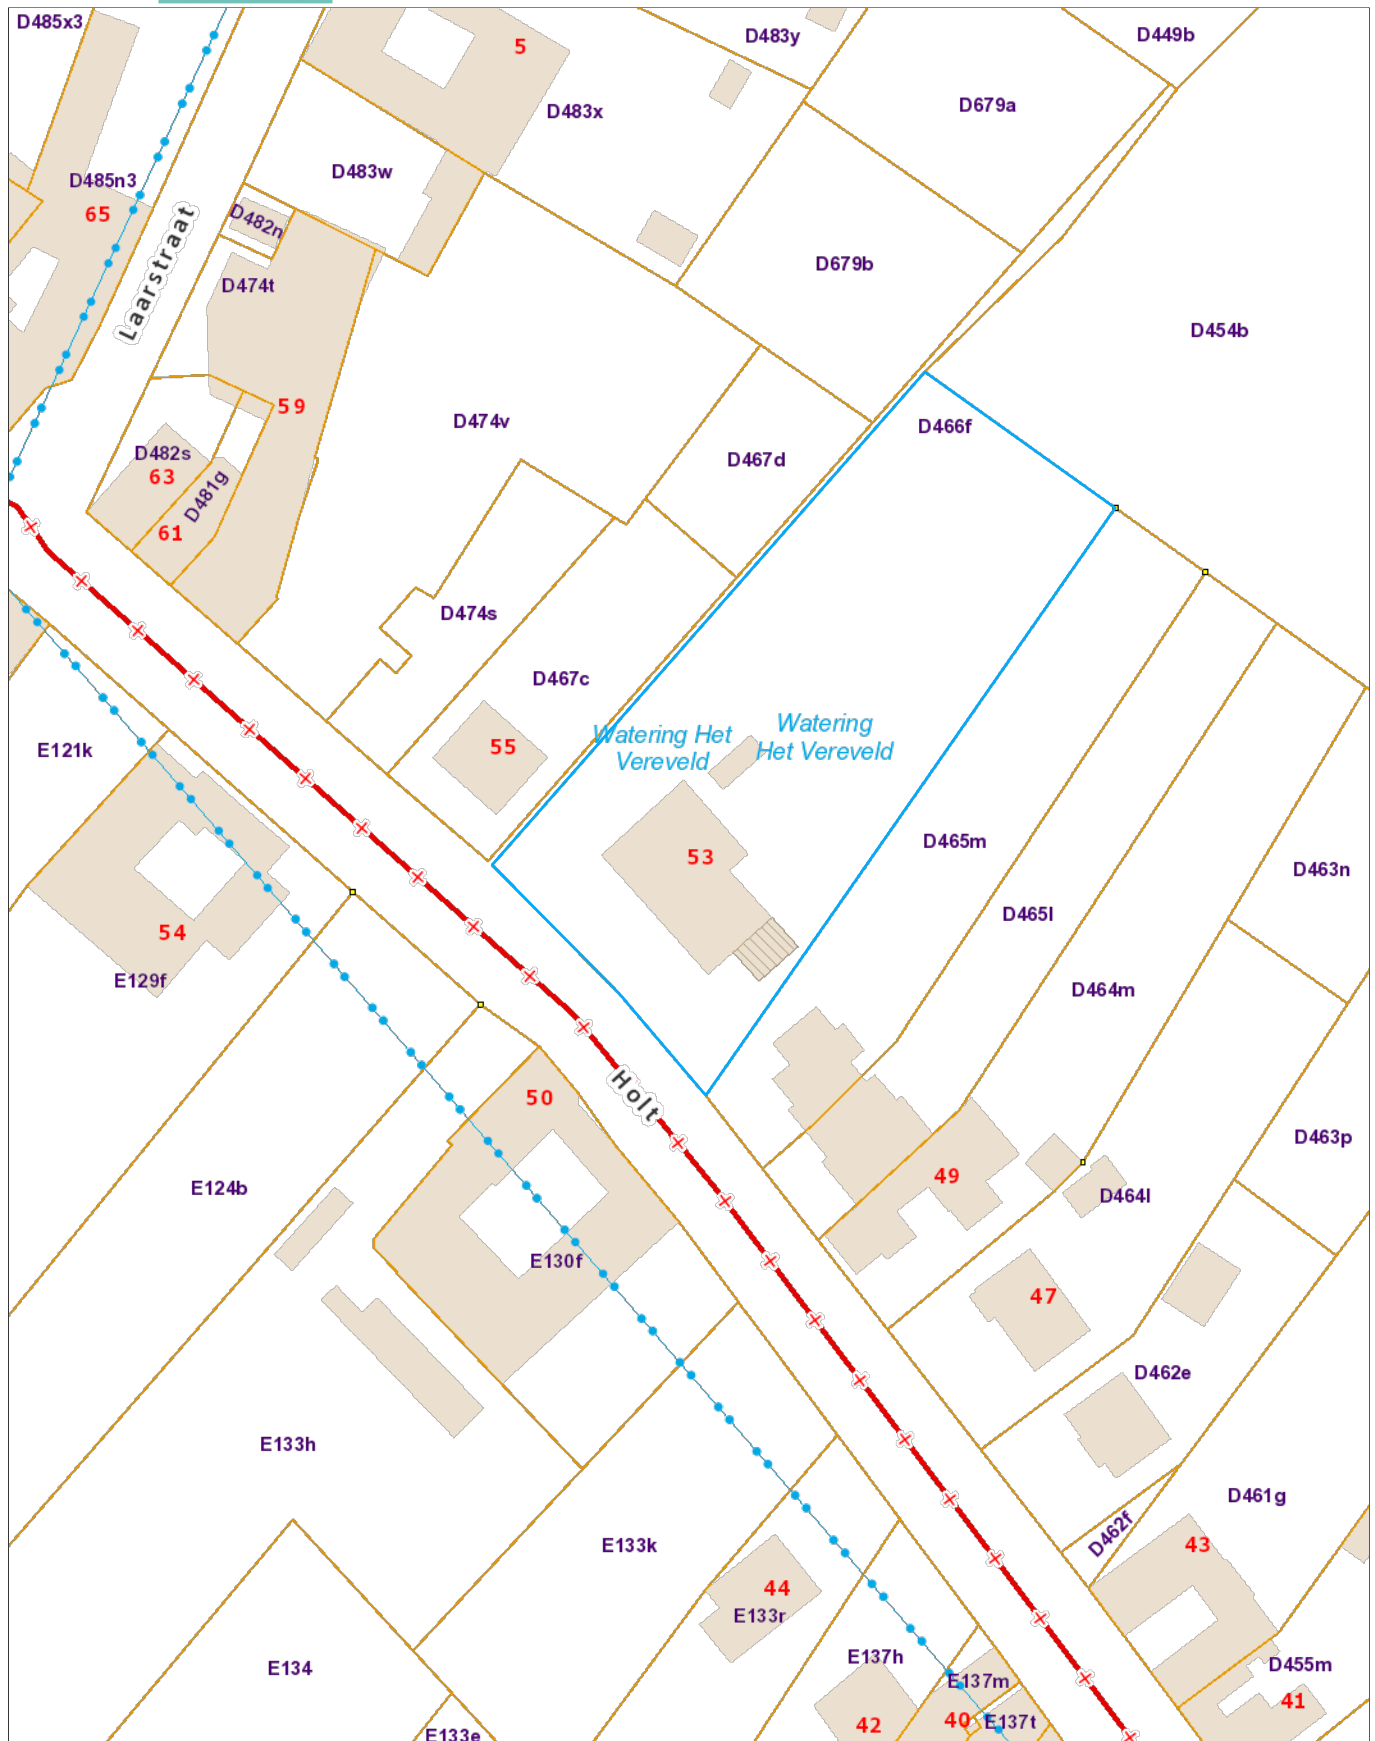 D485x3
5
D483y
D449b
D679a
D483x
D483w
D485n3
65
D482n
Laarstraat
D679b
D474t
D454b
59
D474v
D466f
D482s
63
D467d
D481g
61
D474s
D467c
Watering Het
Vereveld
Watering
Het Vereveld
55
E121k
53
D465m
D463n
D465l
54
E129f
D464m
50
Holt
D463p
49
E124b
D464l
E130f
47
D462e
E133h
D461g
D462f
43
E133k
44
E133r
E137h
E134
D455m
E137m
41
40
E137t
42
E133e